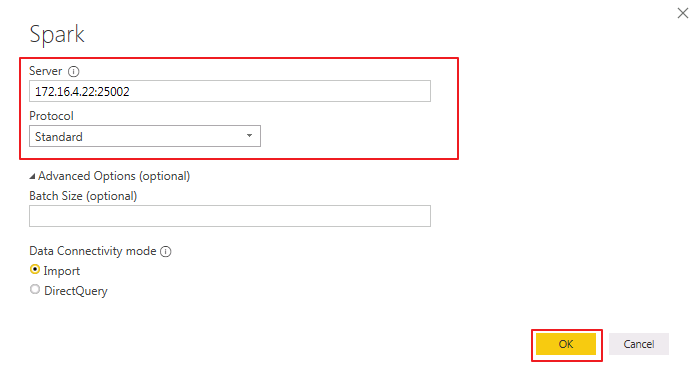 Spark
Server
172.16.4.22:25002
Protocol
Standard
Advanced Options (optional)
Batch Size (optional)
Data Connectivity mode
Import
DirectQuery
OK Cancel